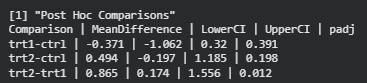 [1] "Post Hoc Comparisons"
Comparison | MeanDifference | LowerCI | UpperCI | padj
trt1-ctrl | -0.371 | -1.062 | 0.32 | 0.391
trt2-ctrl | 0.494 | -0.197 | 1.185 | 0.198
trt2-trt1 | 0.865 | 0.174 | 1.556 | 0.012